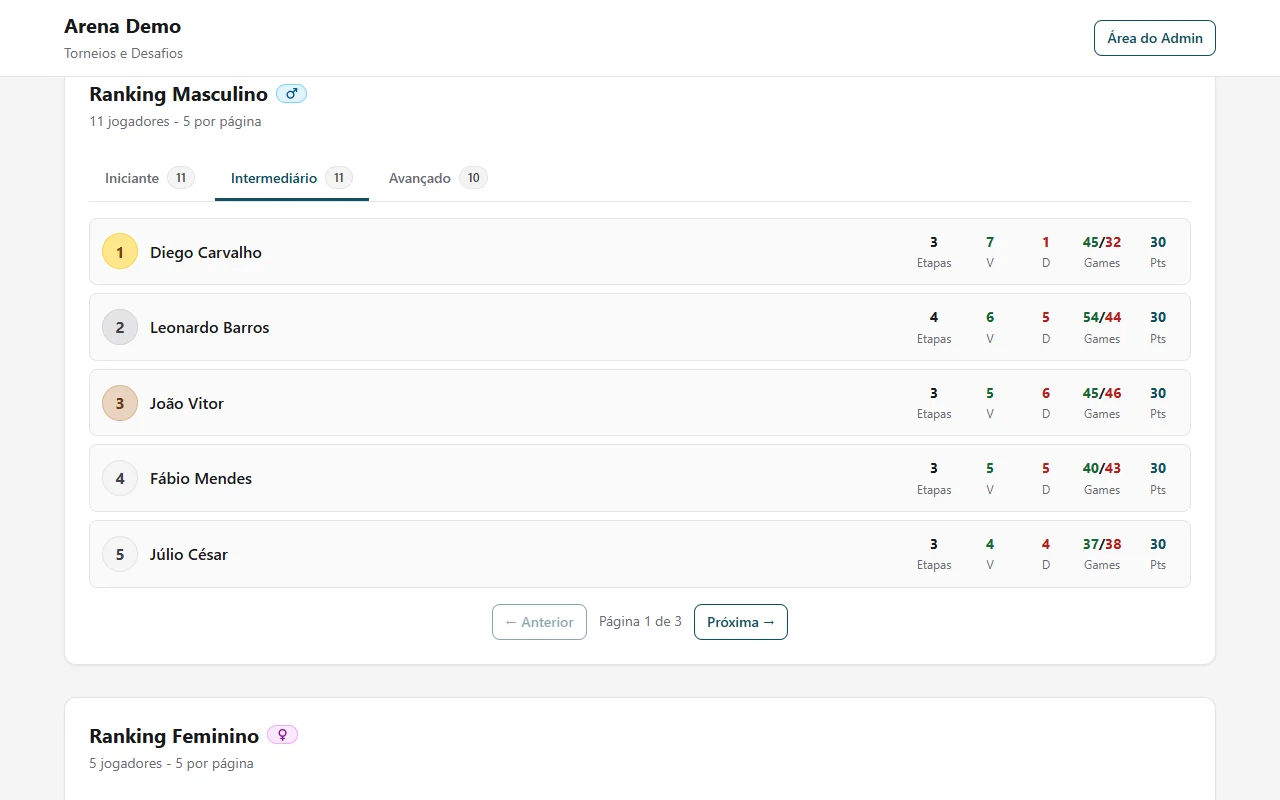 Arena Demo
Torneios e Desafios
Área do Admin
Ranking Masculino ♂
11 jogadores - 5 por página
Iniciante 11 Intermediário 11 Avançado 10
1 Diego Carvalho 3 7 1 45/32 30
Etapas V D Games Pts
2 Leonardo Barros 4 6 5 54/44 30
Etapas V D Games Pts
3 João Vitor 3 5 6 45/46 30
Etapas V D Games Pts
4 Fábio Mendes 3 5 5 40/43 30
Etapas V D Games Pts
5 Júlio César 3 4 4 37/38 30
Etapas V D Games Pts
← Anterior Página 1 de 3 Próxima →
Ranking Feminino ♀
5 jogadores - 5 por página